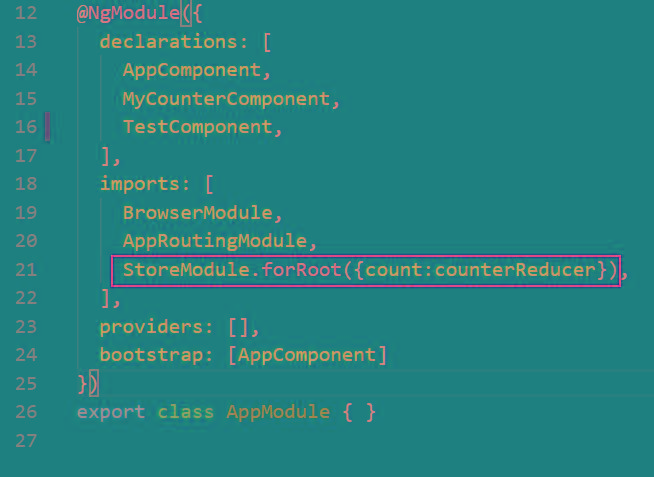 12 @NgModule({
13   declarations: [
14     AppComponent,
15     MyCounterComponent,
16     TestComponent,
17   ],
18   imports: [
19     BrowserModule,
20     AppRoutingModule,
21     StoreModule.forRoot({count:counterReducer}),
22   ],
23   providers: [],
24   bootstrap: [AppComponent]
25 })
26 export class AppModule { }
27